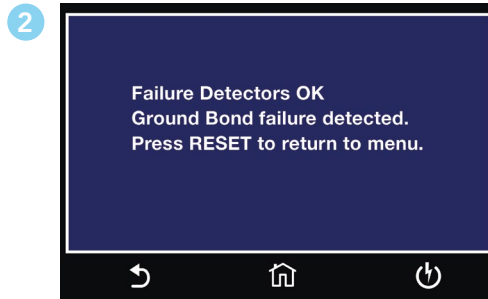 2
Failure Detectors OK
Ground Bond failure detected.
Press RESET to return to menu.